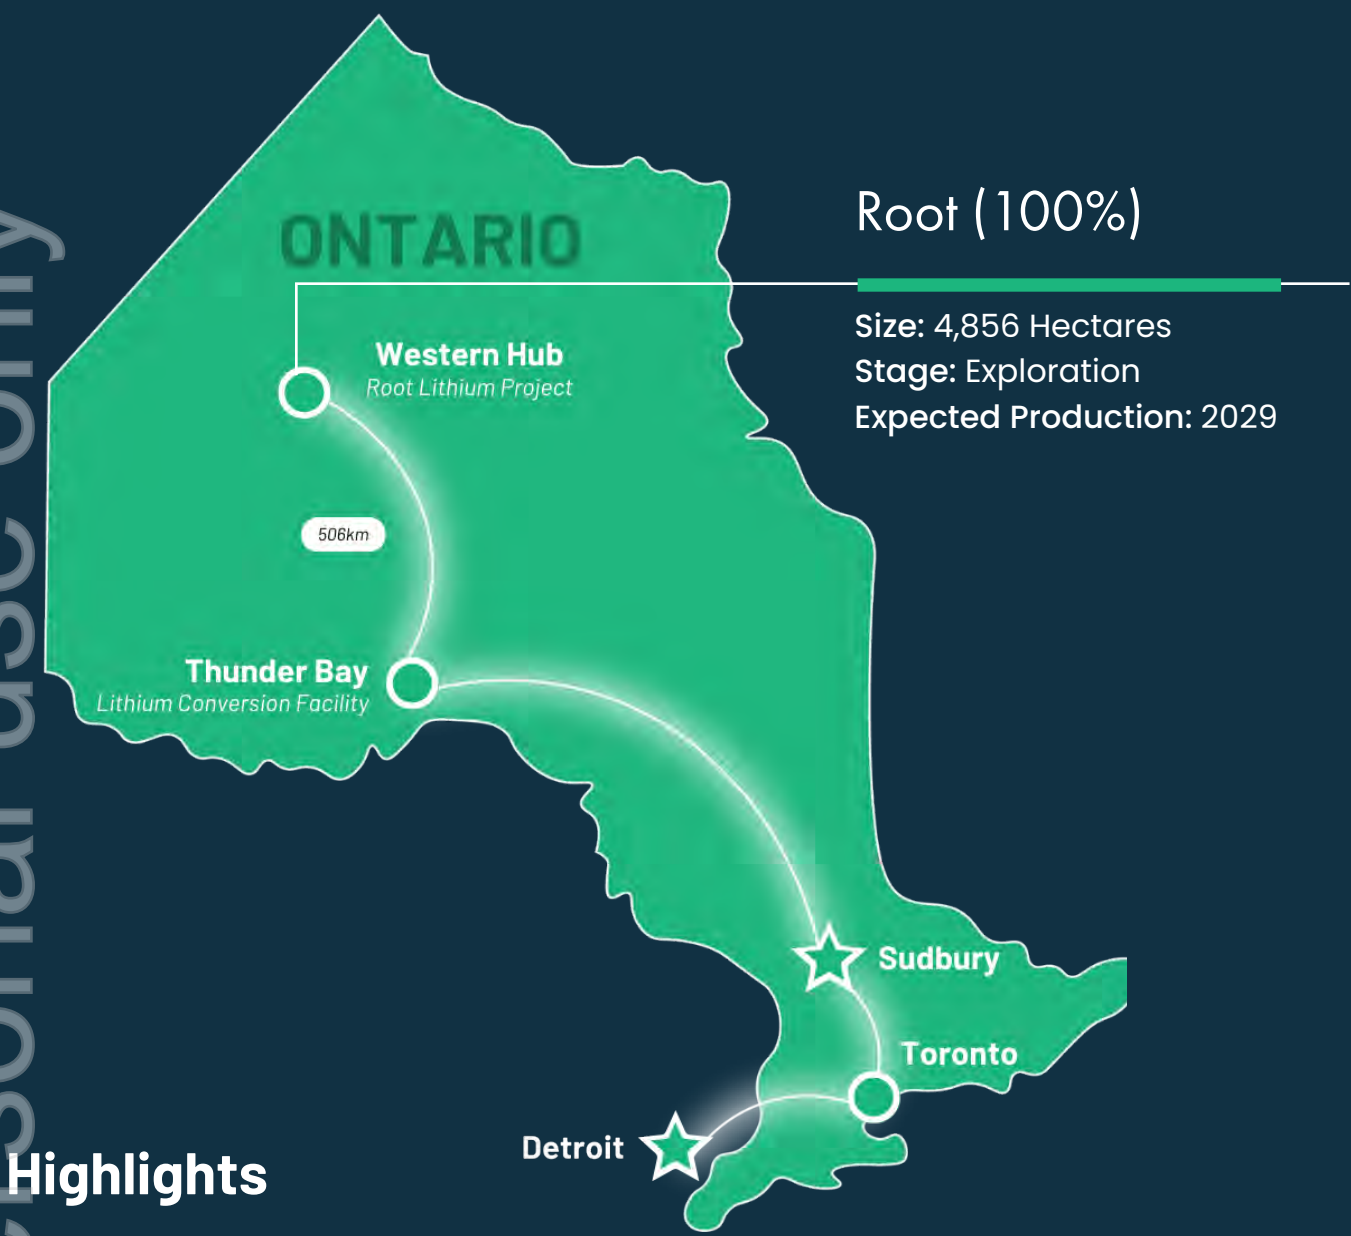 ONTARIO
Root (100%)
Size: 4,856 Hectares
Stage: Exploration
Expected Production: 2029
Western Hub
Root Lithium Project
506km
Thunder Bay
Lithium Conversion Facility
Sudbury
Toronto
Detroit
Highlights
only